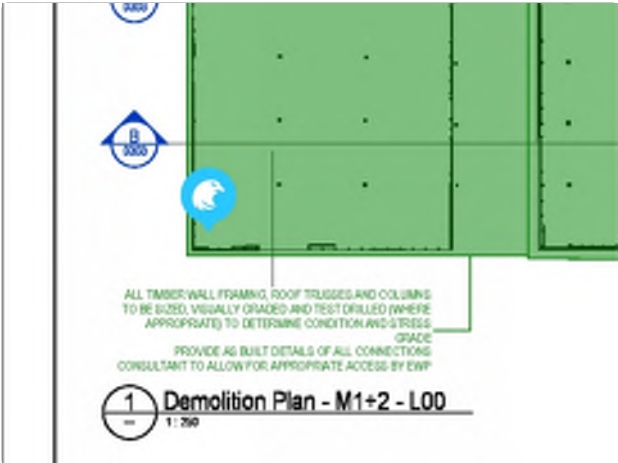 B
ALL TIMBER WALL FRAMING, ROOF TRUSSES AND COLUMNS
TO BE SIZED, VISUALLY GRADED AND TEST DRILLED (WHERE
APPROPRIATE) TO DETERMINE CONDITION AND STRESS
GRADE
PROVIDE AS BUILT DETAILS OF ALL CONNECTIONS
CONSULTANT TO ALLOW FOR APPROPRIATE ACCESS BY EWP
1 Demolition Plan - M1+2 - L00
1 : 250